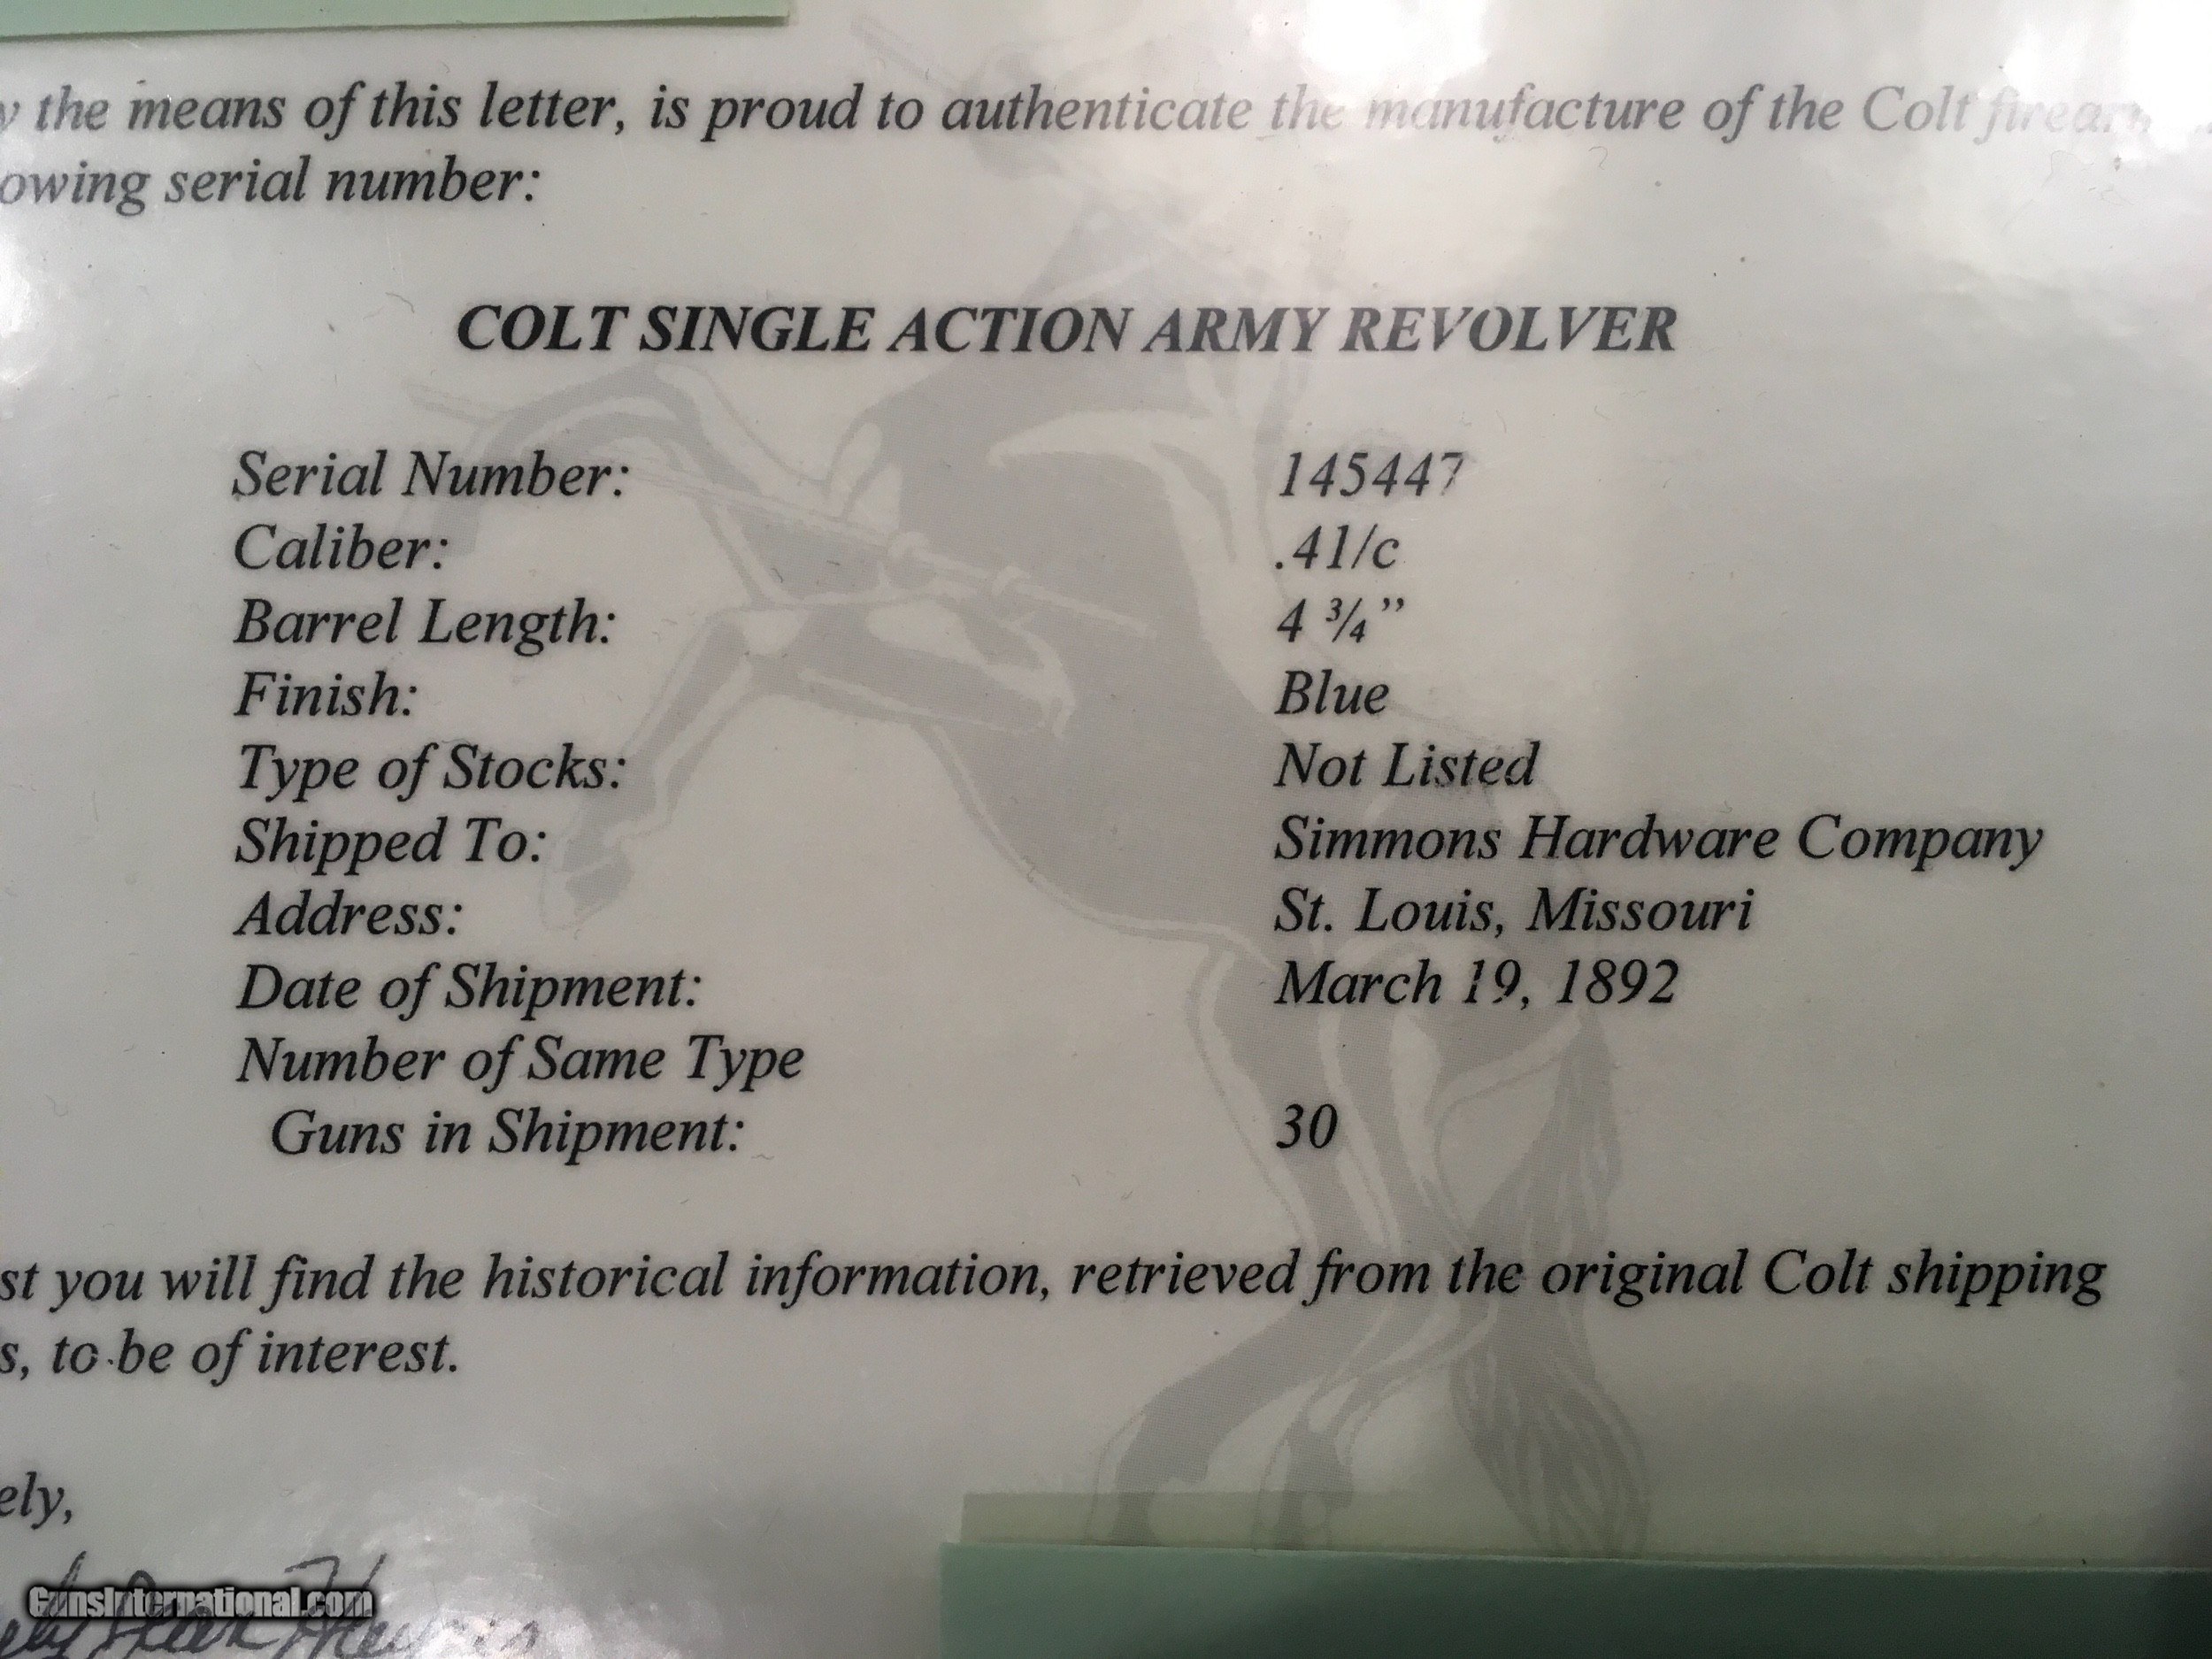 the means of this letter, is proud to authenticate the manufacture of the Colt
owing serial number:
COLT SINGLE ACTION ARMY REVOLVER
Serial Number: 145447
Caliber: .41/c
Barrel Length: 4 ¾”
Finish: Blue
Type of Stocks: Not Listed
Shipped To: Simmons Hardware Company
Address: St. Louis, Missouri
Date of Shipment: March 19, 1892
Number of Same Type
Guns in Shipment: 30
st you will find the historical information, retrieved from the original Colt shipping
s, to be of interest.
ely,
GunsInternational.com